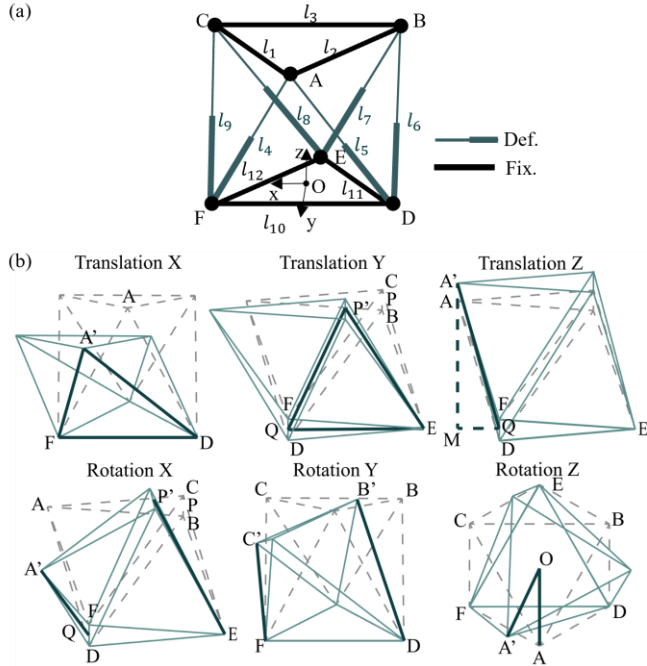 (a)
C
l₃
B
l₁
l₂
A
l₉
l₄
l₈
l₇
l₅
l₆
Def.
Fix.
z
E
l₁₂
x
O
l₁₁
F
y
D
l₁₀
(b)
Translation X
Translation Y
Translation Z
A
A'
F
D
C
P
P'
B
F
Q
D
E
A'
A
F
M
Q
D
E
Rotation X
Rotation Y
Rotation Z
A
C
P
P'
B
A'
F
Q
D
E
C
B'
B
C'
F
D
E
C
B
O
F
D
A'
A